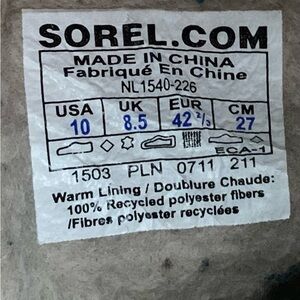 SOREL.COM
MADE IN CHINA
Fabriqué En Chine
NL1540-226
USA UK EUR CM
10 8.5 42 2/3 27
ECA-1
1503 PLN 0711 211
Warm Lining / Doublure Chaude:
100% Recycled polyester fibers
/Fibres polyester recyclées